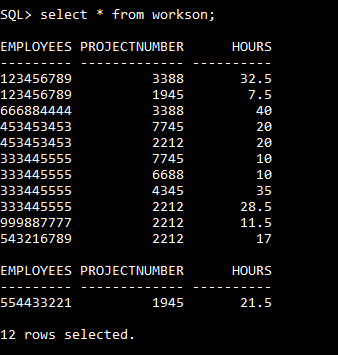 SQL> select * from workson;
EMPLOYEES PROJECTNUMBER HOURS
--------- ------------- ----------
123456789 3388 32.5
123456789 1945 7.5
666884444 3388 40
453453453 7745 20
453453453 2212 20
333445555 7745 10
333445555 6688 10
333445555 4345 35
333445555 2212 28.5
999887777 2212 11.5
543216789 2212 17
EMPLOYEES PROJECTNUMBER HOURS
--------- ------------- ----------
554433221 1945 21.5
12 rows selected.